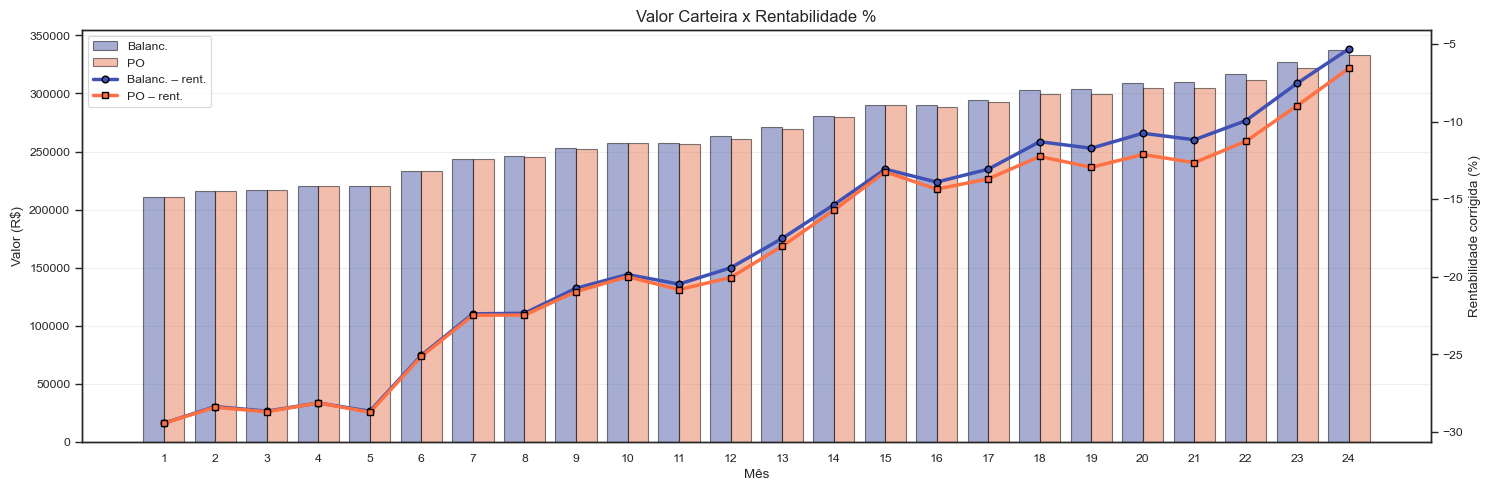 Valor Carteira x Rentabilidade %
Balanc.
PO
Balanc. – rent.
PO – rent.
Valor (R$)
350000
300000
250000
200000
150000
100000
50000
0
−5
−10
−15
−20
−25
−30
Rentabilidade corrigida (%)
1 2 3 4 5 6 7 8 9 10 11 12 13 14 15 16 17 18 19 20 21 22 23 24
Mês